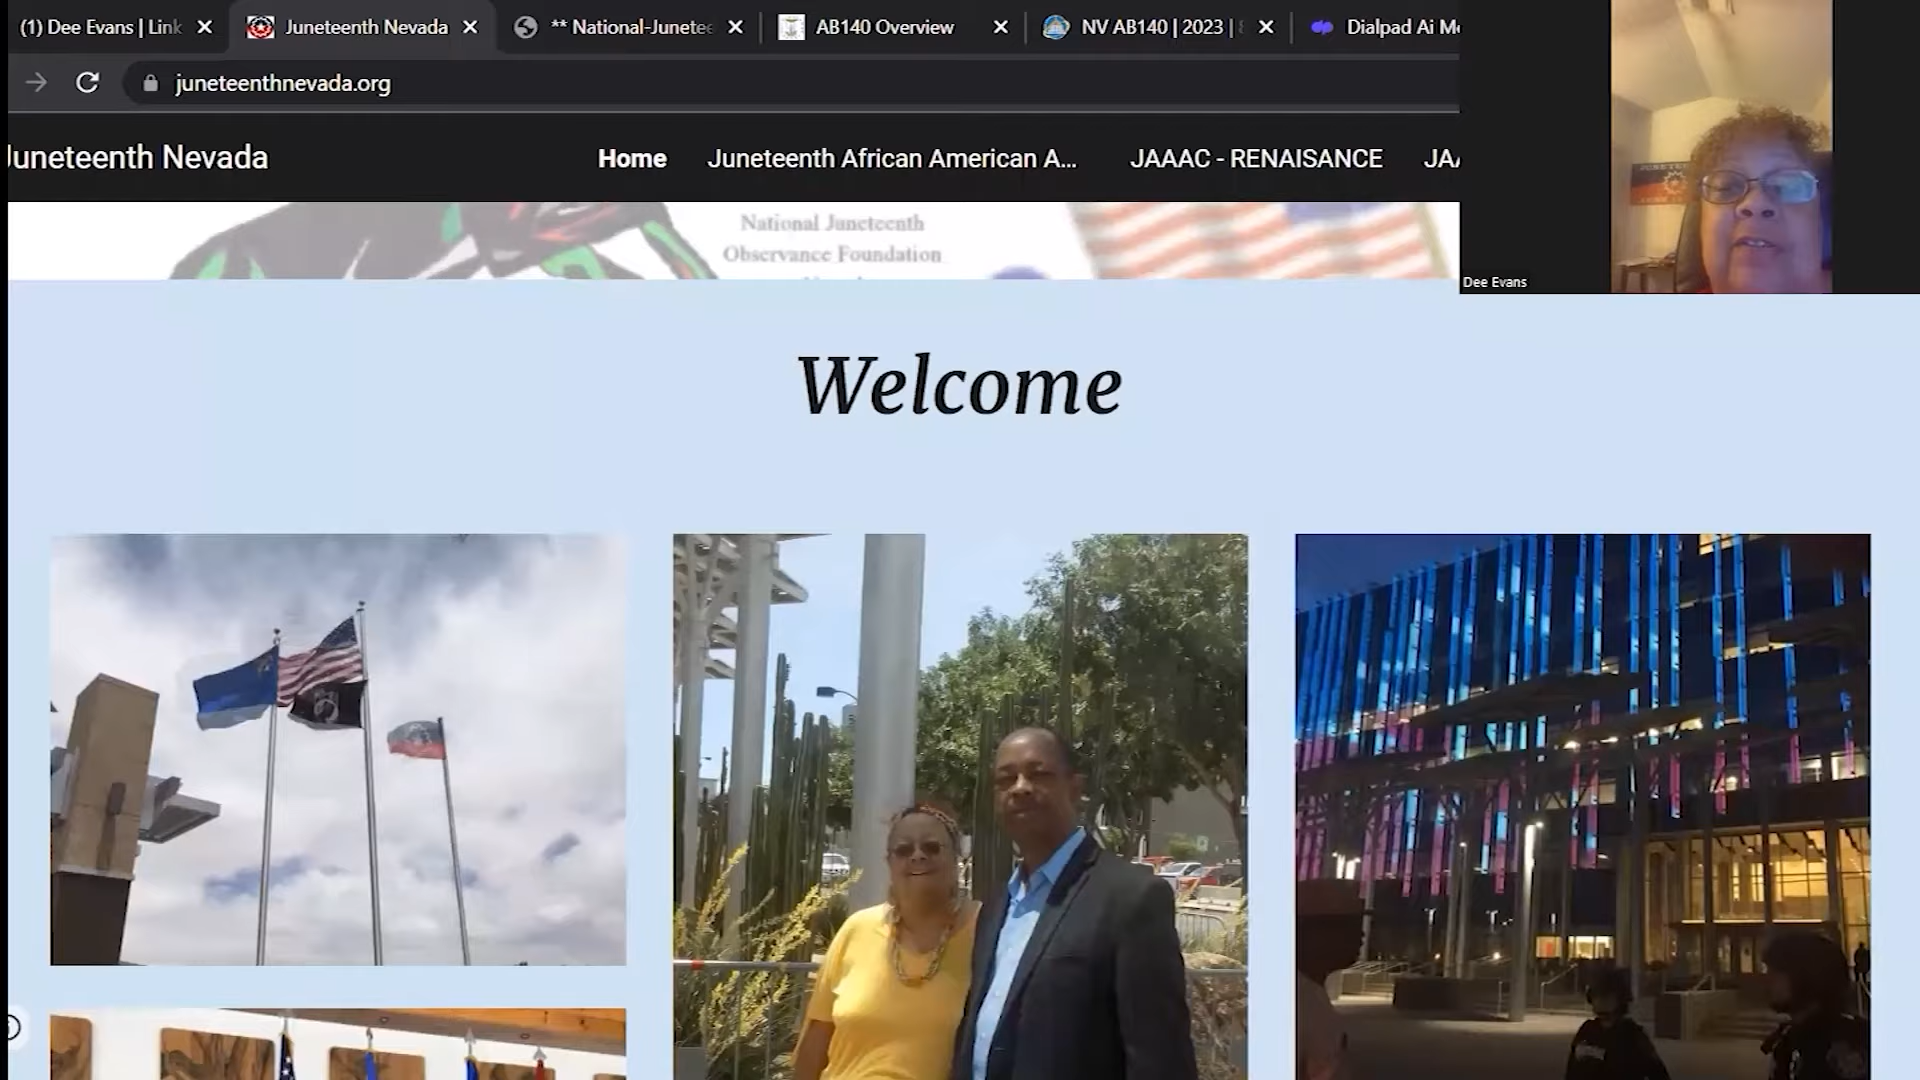 (1) Dee Evans | Link
Juneteenth Nevada
** National-Junetee
AB140 Overview
NV AB140 | 2023 |
Dialpad Ai Me
juneteenthnevada.org
Juneteenth Nevada
Home
Juneteenth African American A...
JAAAC - RENAISANCE
JAA
National Juneteenth
Observance Foundation
Dee Evans
Welcome